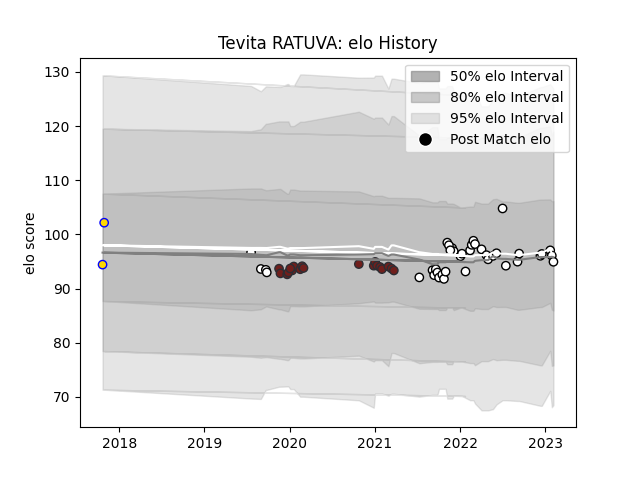 Tevita RATUVA: elo History
50% elo Interval
80% elo Interval
95% elo Interval
Post Match elo
elo score
130
120
110
100
90
80
70
2018 2019 2020 2021 2022 2023